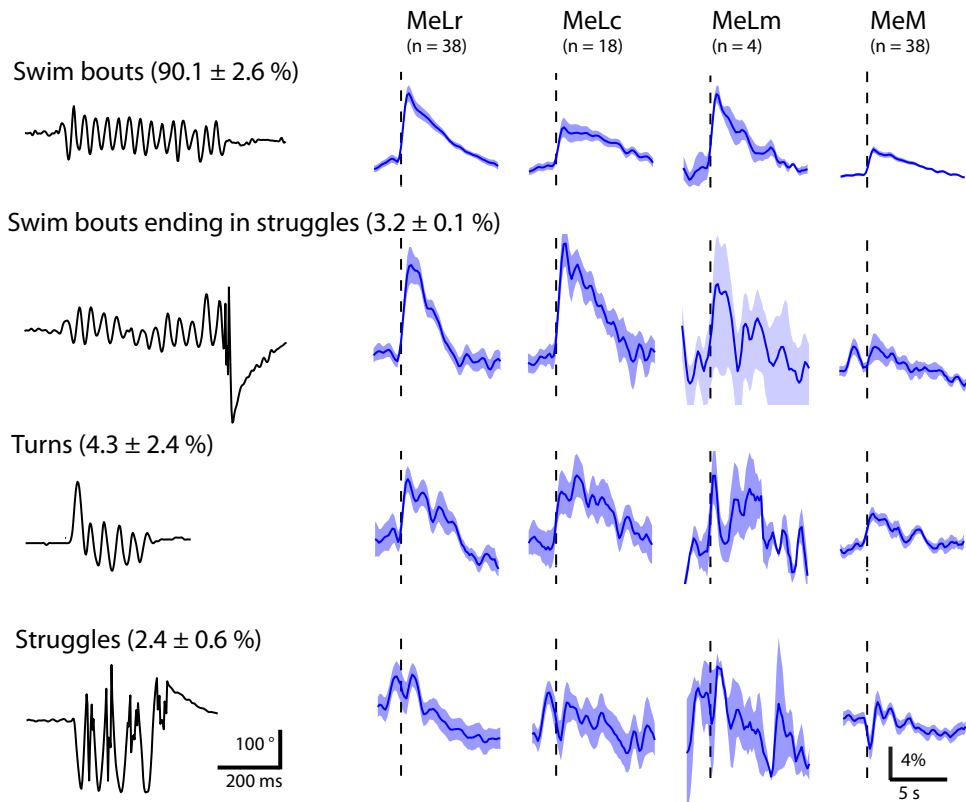 MeLr MeLc MeLm MeM
(n = 38) (n = 18) (n = 4) (n = 38)
Swim bouts (90.1 ± 2.6 %)
Swim bouts ending in struggles (3.2 ± 0.1 %)
Turns (4.3 ± 2.4 %)
Struggles (2.4 ± 0.6 %)
100 °
200 ms
4%
5 s